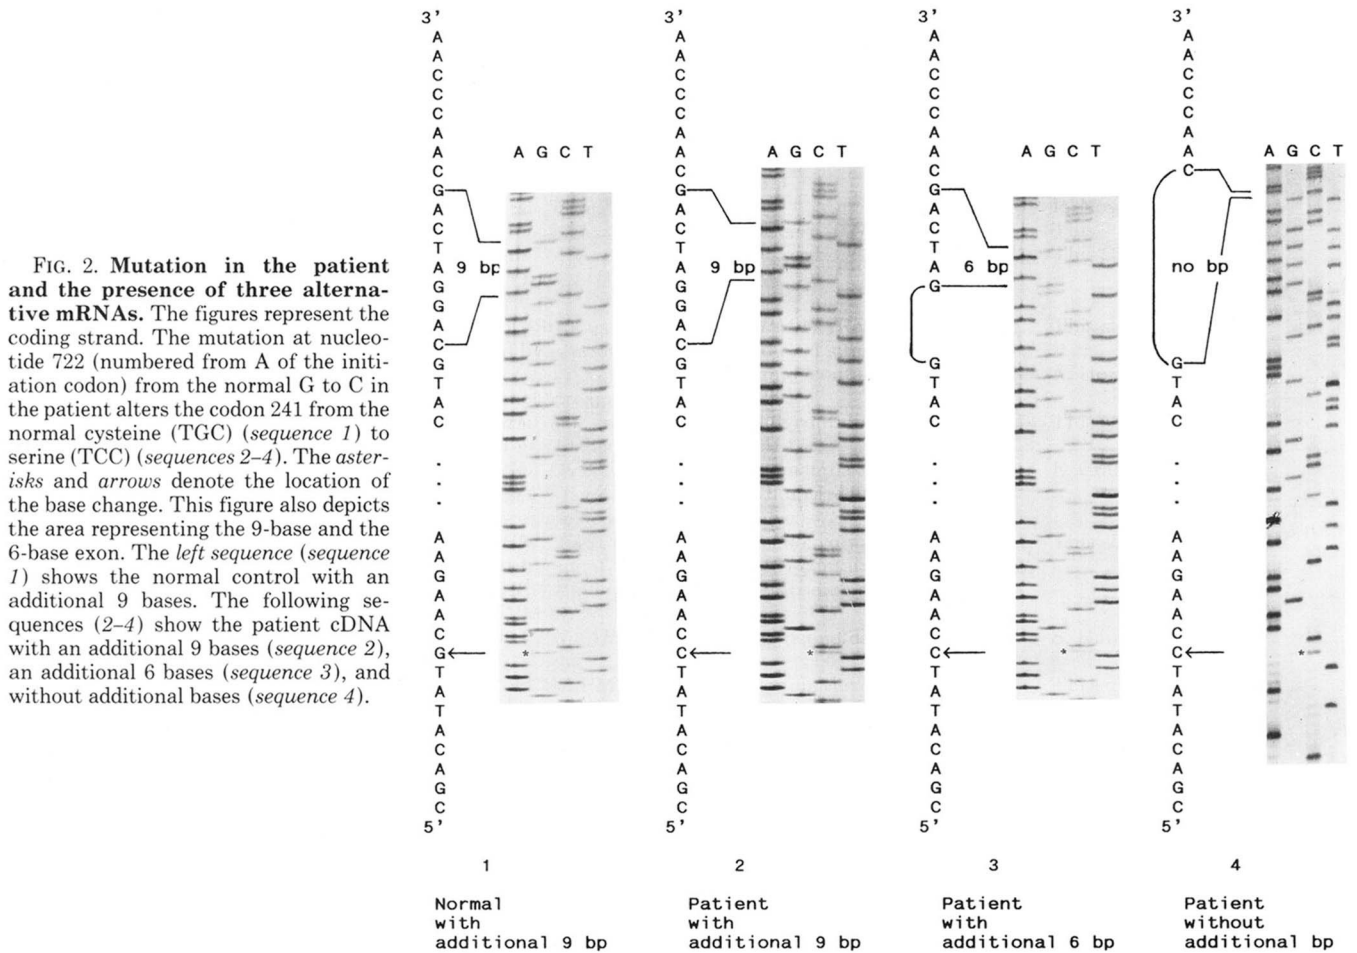 FIG. 2. Mutation in the patient
and the presence of three alterna-
tive mRNAs. The figures represent the
coding strand. The mutation at nucleo-
tide 722 (numbered from A of the initi-
ation codon) from the normal G to C in
the patient alters the codon 241 from the
normal cysteine (TGC) (sequence 1) to
serine (TCC) (sequences 2–4). The aster-
isks and arrows denote the location of
the base change. This figure also depicts
the area representing the 9-base and the
6-base exon. The left sequence (sequence
1) shows the normal control with an
additional 9 bases. The following se-
quences (2–4) show the patient cDNA
with an additional 9 bases (sequence 2),
an additional 6 bases (sequence 3), and
without additional bases (sequence 4).
3' A A C C C A A C G A C T A G G A C G T A C . . . A A G A A C G T A T A C A G C 5'
A G C T
9 bp
*
1
Normal
with
additional 9 bp
3' A A C C C A A C G A C T A G G A C G T A C . . . A A G A A C C T A T A C A G C 5'
A G C T
9 bp
*
2
Patient
with
additional 9 bp
3' A A C C C A A C G A C T A G G T A C . . . A A G A A C C T A T A C A G C 5'
A G C T
6 bp
*
3
Patient
with
additional 6 bp
3' A A C C C A A C G T A C . . . A A G A A C C T A T A C A G C 5'
A G C T
no bp
*
4
Patient
without
additional bp